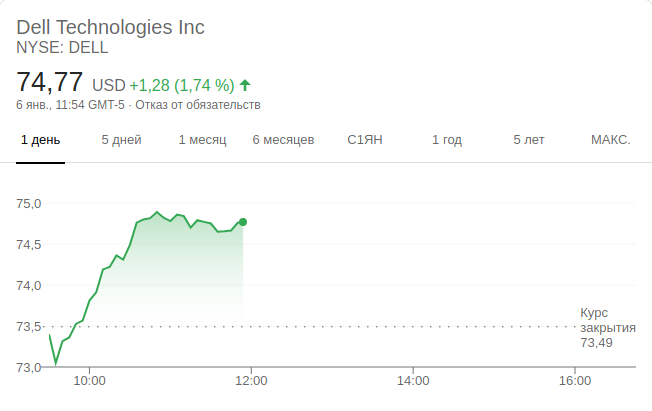 Dell Technologies Inc
NYSE: DELL
74,77 USD +1,28 (1,74 %)
6 янв., 11:54 GMT-5 · Отказ от обязательств
1 день 5 дней 1 месяц 6 месяцев С1ЯН 1 год 5 лет МАКС.
75,0
74,5
74,0
73,5
73,0
Курс
закрытия
73,49
10:00 12:00 14:00 16:00